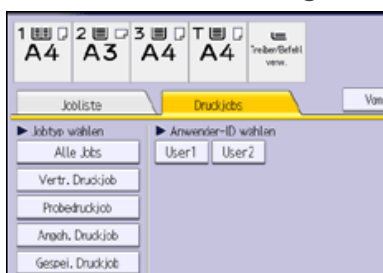 1 2 3 T
A4 A3 A4 A4 Treiber/Befehl
verw.
Jobliste Druckjobs Von
Jobtyp wählen Anwender-ID wählen
Alle Jobs User1 User2
Vertr. Druckjob
Probedruckjob
Angeh. Druckjob
Gespei. Druckjob